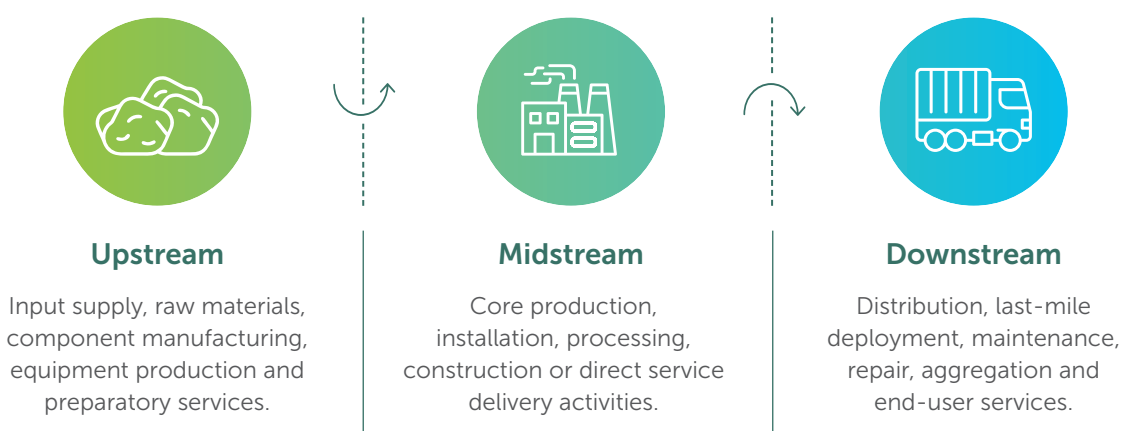 Upstream
Input supply, raw materials,
component manufacturing,
equipment production and
preparatory services.
Midstream
Core production,
installation, processing,
construction or direct service
delivery activities.
Downstream
Distribution, last-mile
deployment, maintenance,
repair, aggregation and
end-user services.